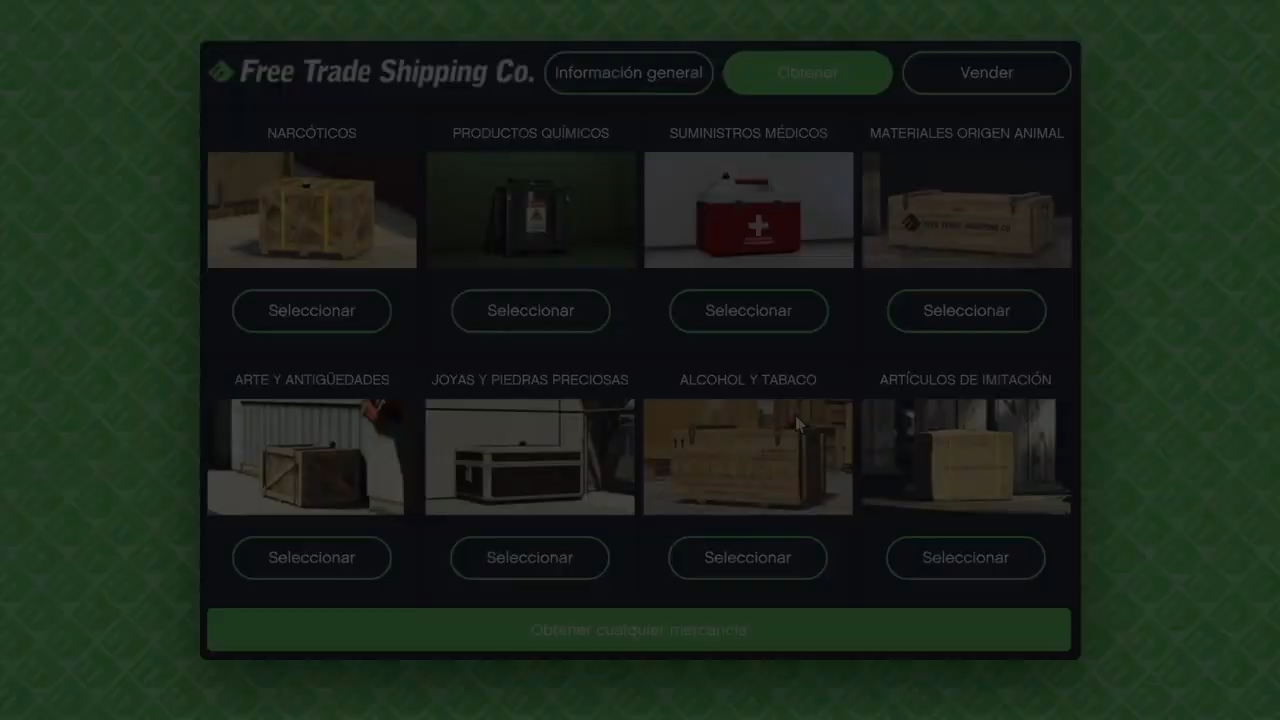 Free Trade Shipping Co.
Información general
Obtener
Vender
NARCÓTICOS
PRODUCTOS QUÍMICOS
SUMINISTROS MÉDICOS
MATERIALES ORIGEN ANIMAL
Seleccionar
Seleccionar
Seleccionar
Seleccionar
ARTE Y ANTIGÜEDADES
JOYAS Y PIEDRAS PRECIOSAS
ALCOHOL Y TABACO
ARTÍCULOS DE IMITACIÓN
Seleccionar
Seleccionar
Seleccionar
Seleccionar
Obtener cualquier mercancía